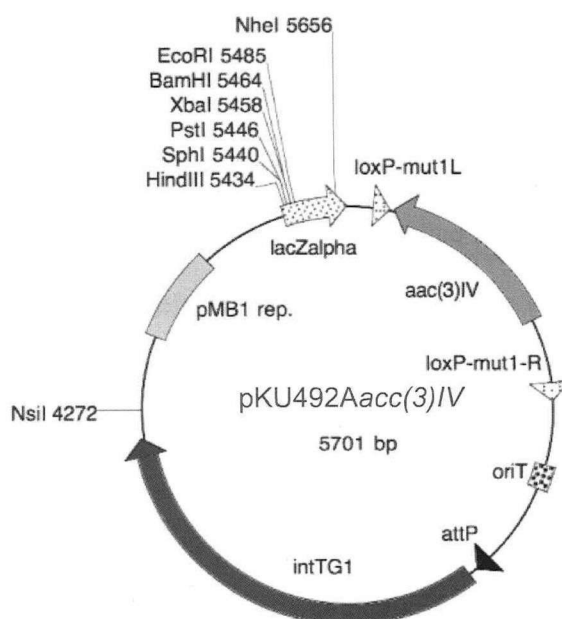 NheI 5656
EcoRI 5485
BamHI 5464
XbaI 5458
PstI 5446
SphI 5440
HindIII 5434
loxP-mut1L
lacZalpha
aac(3)IV
pMB1 rep.
loxP-mut1-R
pKU492Aacc(3)IV
NsiI 4272
5701 bp
oriT
attP
intTG1